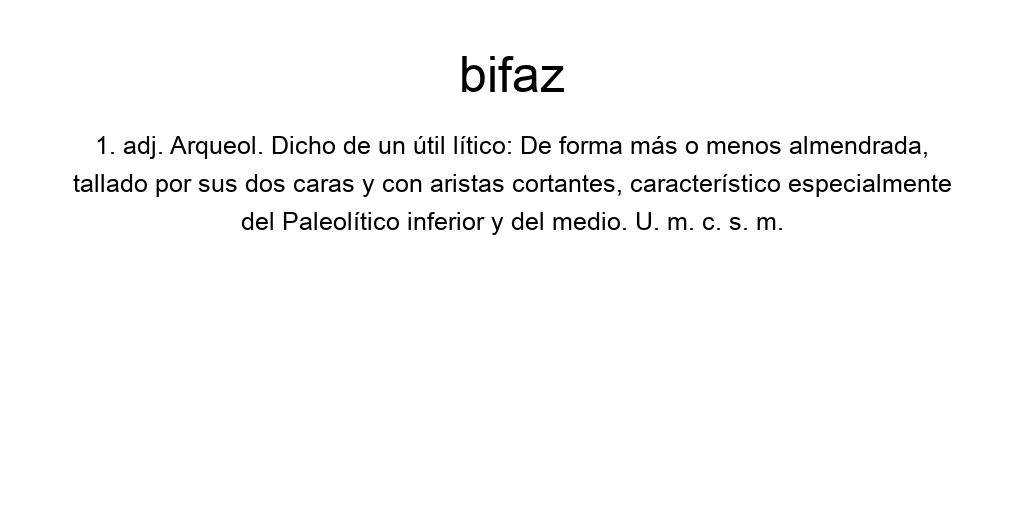 bifaz
1. adj. Arqueol. Dicho de un útil lítico: De forma más o menos almendrada,
tallado por sus dos caras y con aristas cortantes, característico especialmente
del Paleolítico inferior y del medio. U. m. c. s. m.